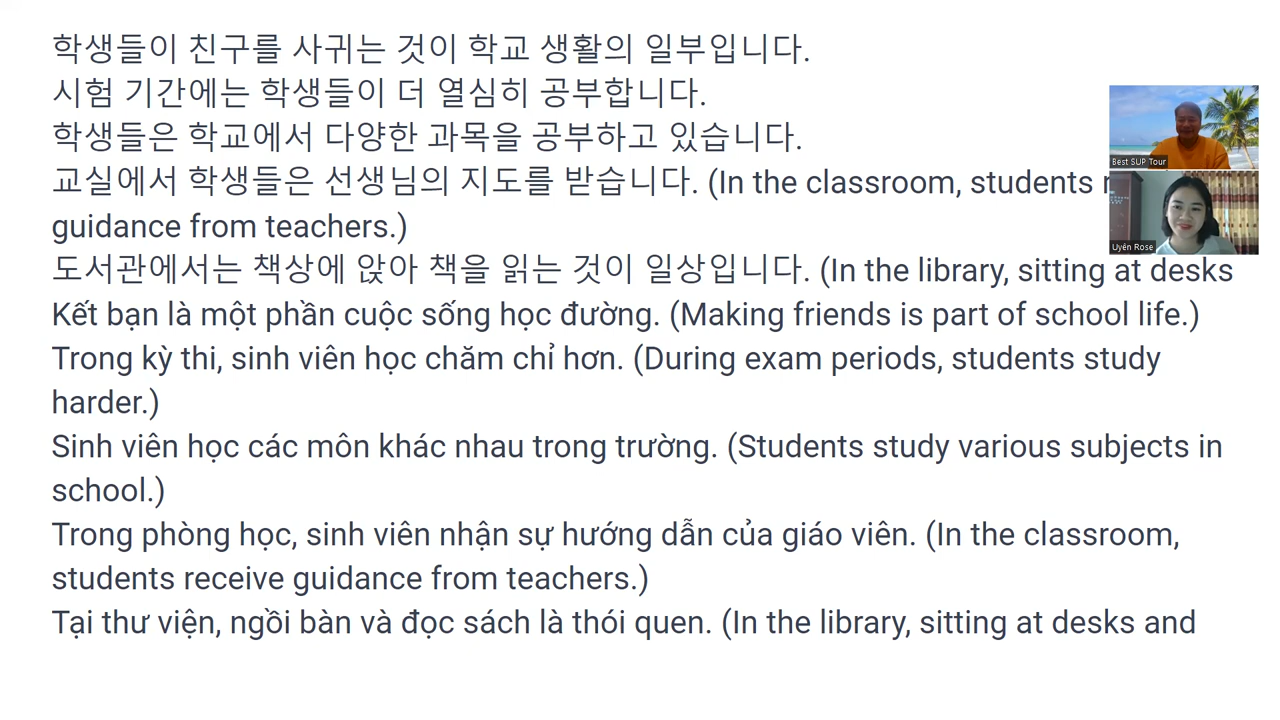 학생들이 친구를 사귀는 것이 학교 생활의 일부입니다.
시험 기간에는 학생들이 더 열심히 공부합니다.
학생들은 학교에서 다양한 과목을 공부하고 있습니다.
교실에서 학생들은 선생님의 지도를 받습니다. (In the classroom, students
guidance from teachers.)
도서관에서는 책상에 앉아 책을 읽는 것이 일상입니다. (In the library, sitting at desks
Kết bạn là một phần cuộc sống học đường. (Making friends is part of school life.)
Trong kỳ thi, sinh viên học chăm chỉ hơn. (During exam periods, students study
harder.)
Sinh viên học các môn khác nhau trong trường. (Students study various subjects in
school.)
Trong phòng học, sinh viên nhận sự hướng dẫn của giáo viên. (In the classroom,
students receive guidance from teachers.)
Tại thư viện, ngồi bàn và đọc sách là thói quen. (In the library, sitting at desks and
Best SUP Tour
Uyên Rose